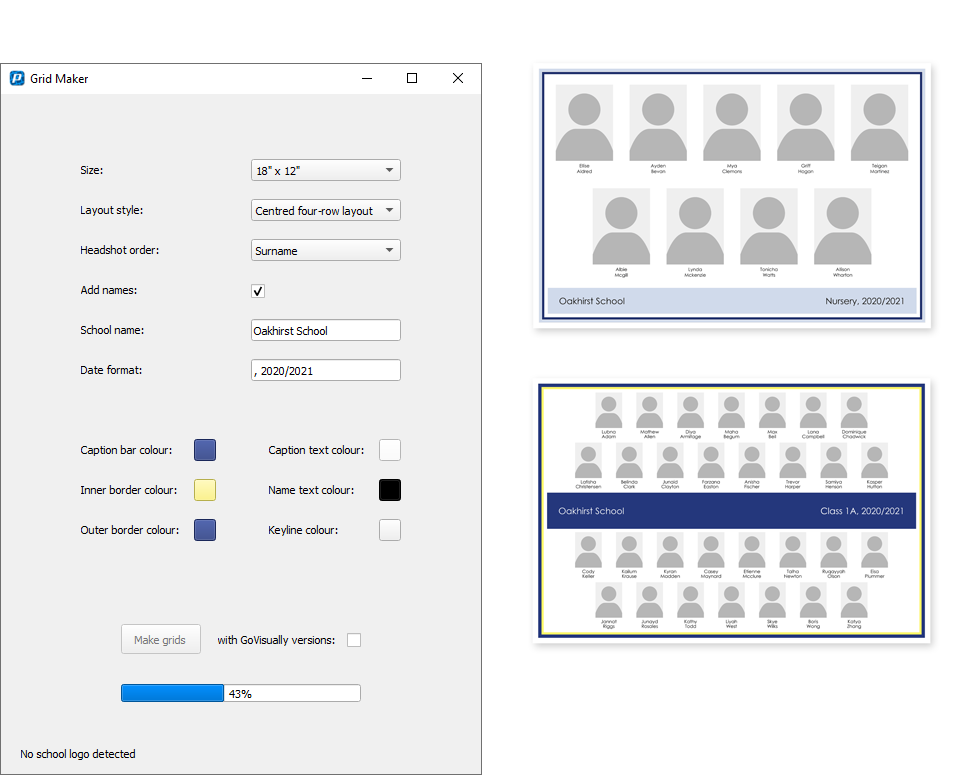 Grid Maker
Size:
18" x 12"
Layout style:
Centred four-row layout
Headshot order:
Surname
Add names:
School name:
Oakhirst School
Date format:
, 2020/2021
Caption bar colour:
Caption text colour:
Inner border colour:
Name text colour:
Outer border colour:
Keyline colour:
Make grids
with GoVisually versions:
43%
No school logo detected
Elise
Aldred
Ayden
Bevan
Mya
Clemons
Griff
Hogan
Teigan
Martinez
Albie
Mcgill
Lynda
Mckenzie
Tanicha
Watts
Allison
Wharton
Oakhirst School
Nursery, 2020/2021
Lubna
Adam
Mathew
Allen
Diya
Armitage
Maha
Begum
Max
Bell
Lana
Campbell
Dominique
Chadwick
Laitsha
Christensen
Belinda
Clark
Junaid
Clayton
Farzana
Easton
Anisha
Fischer
Trevor
Harper
Samiya
Henson
Kasper
Hutton
Oakhirst School
Class 1A, 2020/2021
Cody
Keller
Kallum
Krause
Kyran
Madden
Casey
Maynard
Etienne
Mcclure
Talha
Newton
Rugayyah
Olson
Elsa
Plummer
Jannat
Riggs
Junayd
Rosales
Kathy
Todd
Liyah
West
Skye
Wilks
Boris
Wong
Katya
Zhang